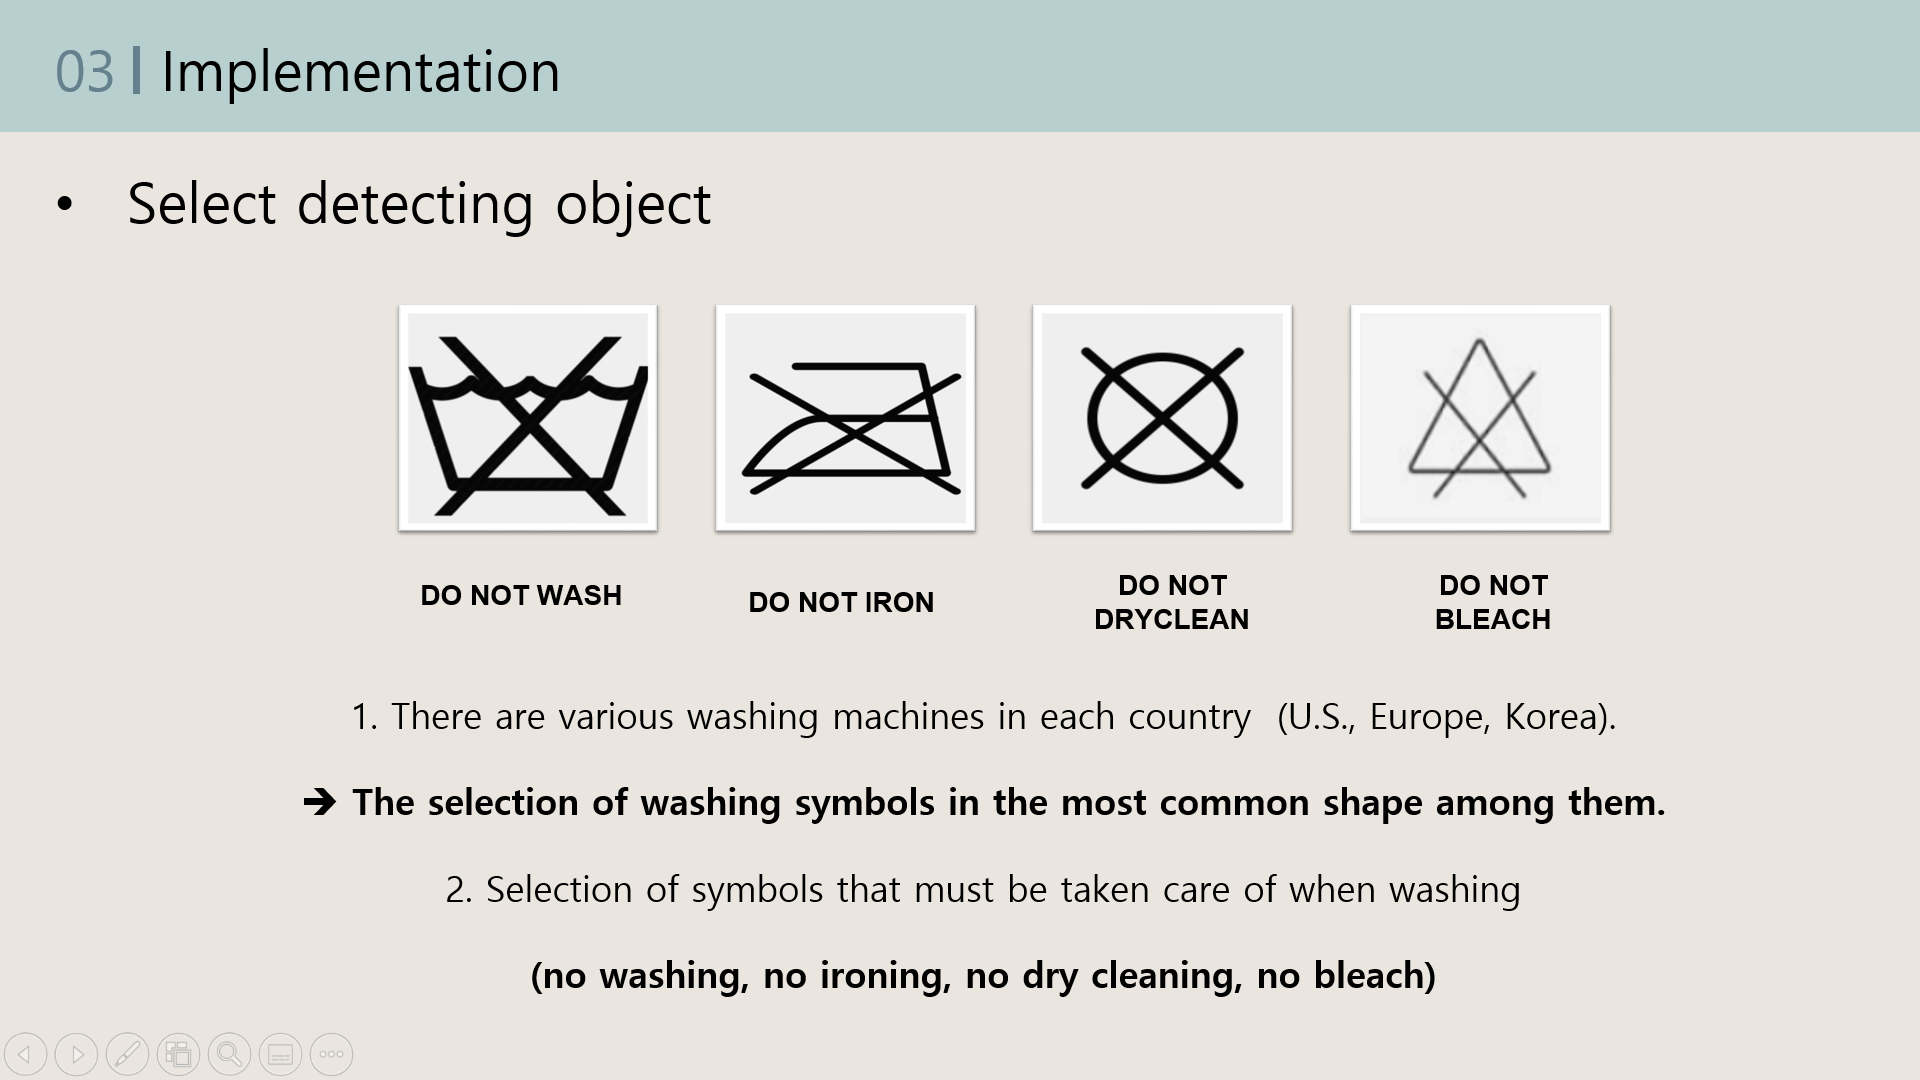 03 Implementation
• Select detecting object
DO NOT WASH
DO NOT IRON
DO NOT
DRYCLEAN
DO NOT
BLEACH
1. There are various washing machines in each country  (U.S., Europe, Korea).
➔ The selection of washing symbols in the most common shape among them.
2. Selection of symbols that must be taken care of when washing
(no washing, no ironing, no dry cleaning, no bleach)